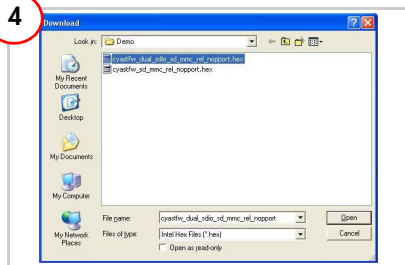 4
Download
Look in:
Demo
cyastfw_dual_sdio_sd_mmc_rel_nopport.hex
cyastfw_sd_mmc_rel_nopport.hex
My Recent
Documents
Desktop
My Documents
My Computer
My Network
Places
File name:
cyastfw_dual_sdio_sd_mmc_rel_nopport
Open
Files of type:
Intel Hex Files (*.hex)
Cancel
Open as read-only